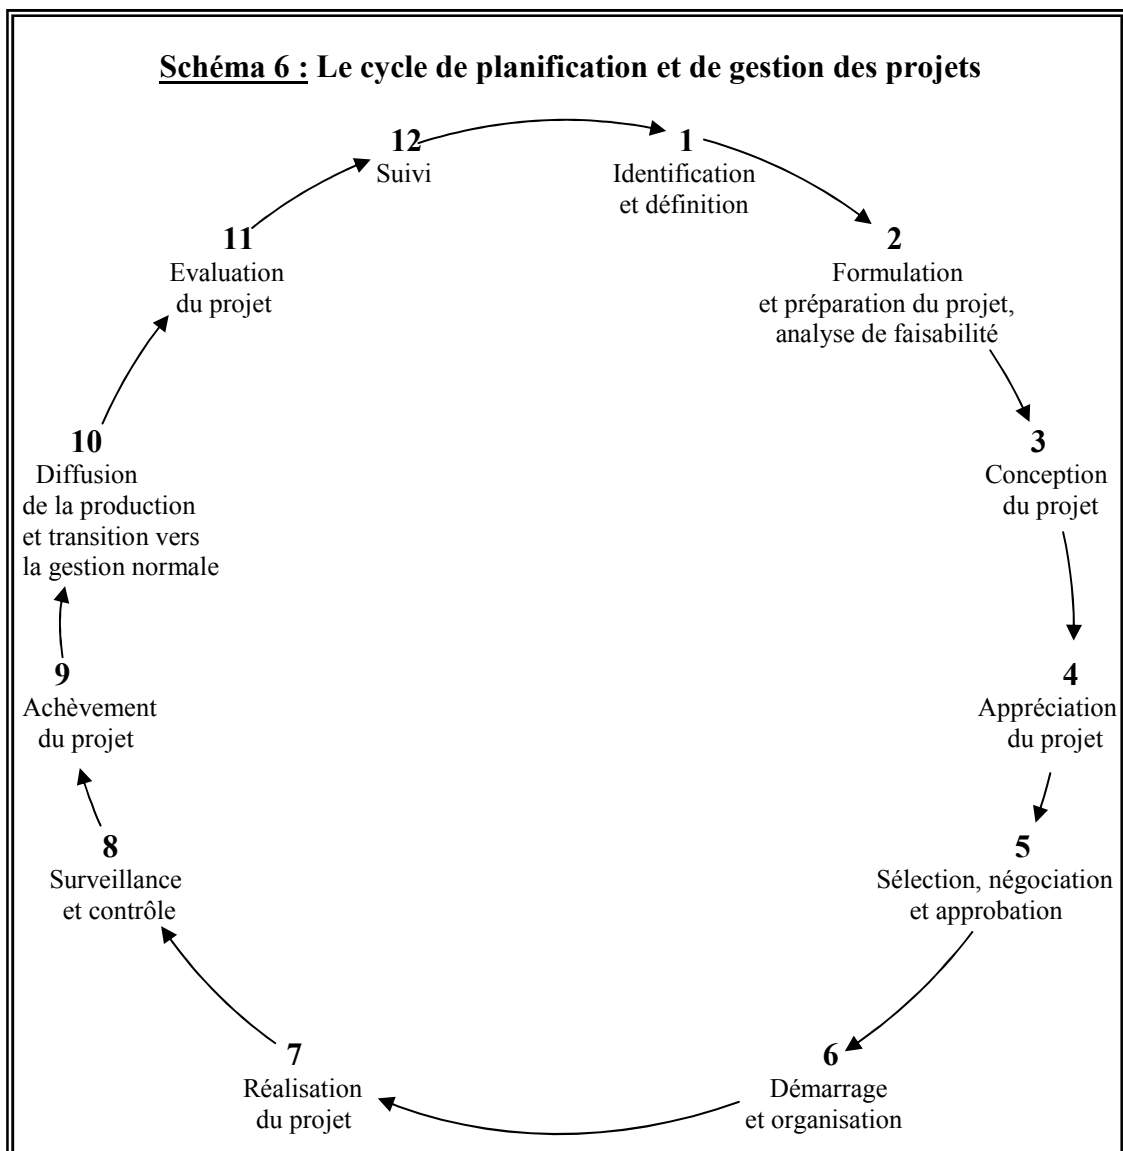 Schéma 6 : Le cycle de planification et de gestion des projets
1
Identification
et définition
2
Formulation
et préparation du projet,
analyse de faisabilité
3
Conception
du projet
4
Appréciation
du projet
5
Sélection, négociation
et approbation
6
Démarrage
et organisation
7
Réalisation
du projet
8
Surveillance
et contrôle
9
Achèvement
du projet
10
Diffusion
de la production
et transition vers
la gestion normale
11
Evaluation
du projet
12
Suivi